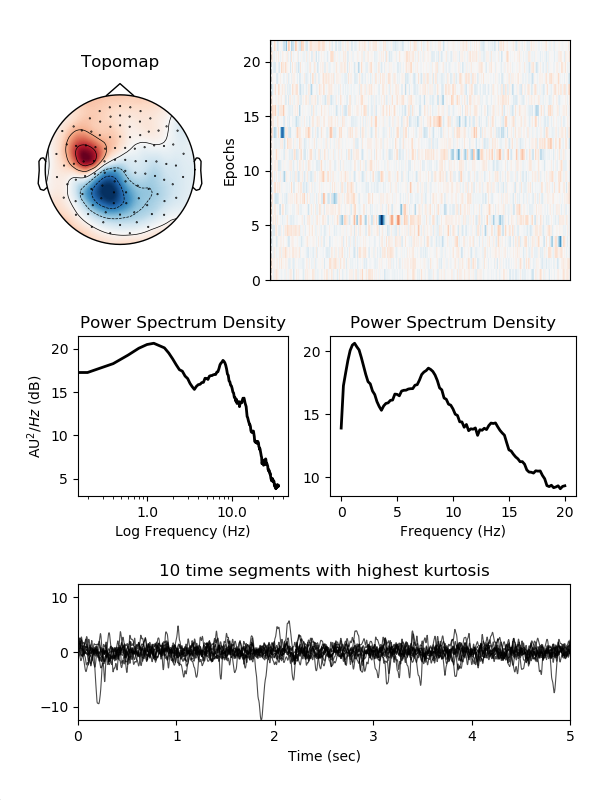 Topomap
Epochs
20
15
10
5
0
Power Spectrum Density
AU²/Hz (dB)
20
15
10
5
1.0 10.0
Log Frequency (Hz)
Power Spectrum Density
20
15
10
0 5 10 15 20
Frequency (Hz)
10 time segments with highest kurtosis
10
0
−10
0 1 2 3 4 5
Time (sec)